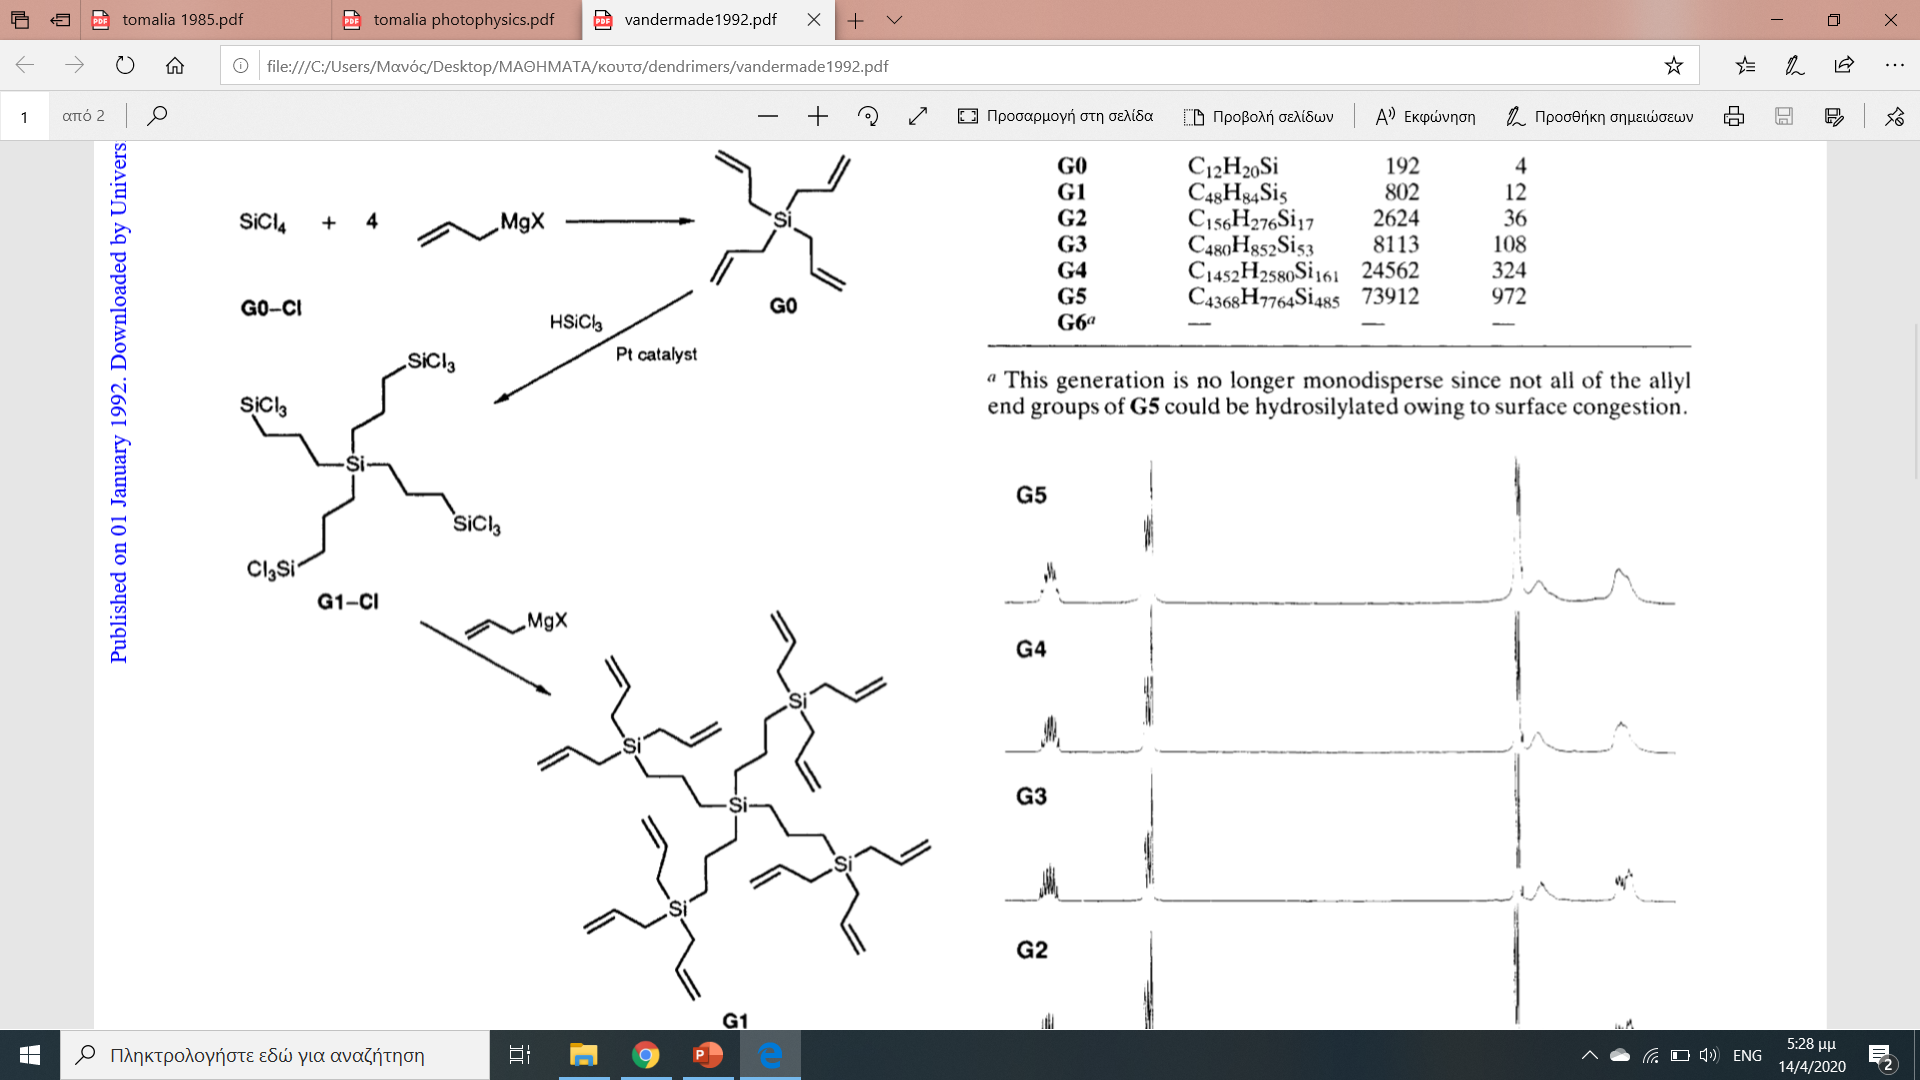 tomalia 1985.pdf
tomalia photophysics.pdf
vandermade1992.pdf
file:///C:/Users/Μανός/Desktop/ΜΑΘΗΜΑΤΑ/κουτσ/dendrimers/vandermade1992.pdf
1 από 2
Προσαρμογή στη σελίδα
Προβολή σελίδων
Εκφώνηση
Προσθήκη σημειώσεων
Published on 01 January 1992. Downloaded by Univers
SiCl4 + 4 MgX
Si
G0–Cl
G0
HSiCl3
Pt catalyst
SiCl3
SiCl3
Si
SiCl3
Cl3Si
G1–Cl
MgX
Si
Si
Si
Si
Si
G1
G0 C12H20Si 192 4
G1 C48H84Si5 802 12
G2 C156H276Si17 2624 36
G3 C480H852Si53 8113 108
G4 C1452H2580Si161 24562 324
G5 C4368H7764Si485 73912 972
G6a — — —
a This generation is no longer monodisperse since not all of the allyl
end groups of G5 could be hydrosilylated owing to surface congestion.
G5
G4
G3
G2
Πληκτρολογήστε εδώ για αναζήτηση
ENG
5:28 μμ
14/4/2020
2